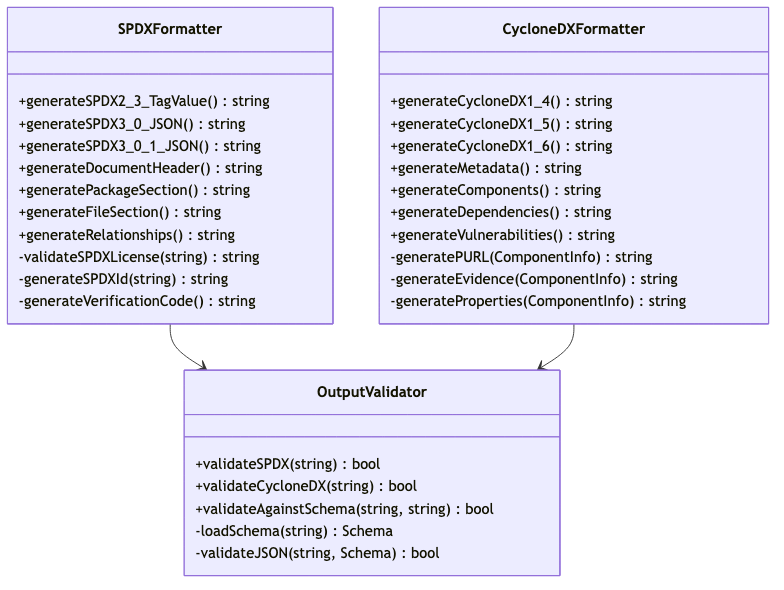 SPDXFormatter
+generateSPDX2_3_TagValue() : string
+generateSPDX3_0_JSON() : string
+generateSPDX3_0_1_JSON() : string
+generateDocumentHeader() : string
+generatePackageSection() : string
+generateFileSection() : string
+generateRelationships() : string
-validateSPDXLicense(string) : string
-generateSPDXId(string) : string
-generateVerificationCode() : string
CycloneDXFormatter
+generateCycloneDX1_4() : string
+generateCycloneDX1_5() : string
+generateCycloneDX1_6() : string
+generateMetadata() : string
+generateComponents() : string
+generateDependencies() : string
+generateVulnerabilities() : string
-generatePURL(ComponentInfo) : string
-generateEvidence(ComponentInfo) : string
-generateProperties(ComponentInfo) : string
OutputValidator
+validateSPDX(string) : bool
+validateCycloneDX(string) : bool
+validateAgainstSchema(string, string) : bool
-loadSchema(string) : Schema
-validateJSON(string, Schema) : bool